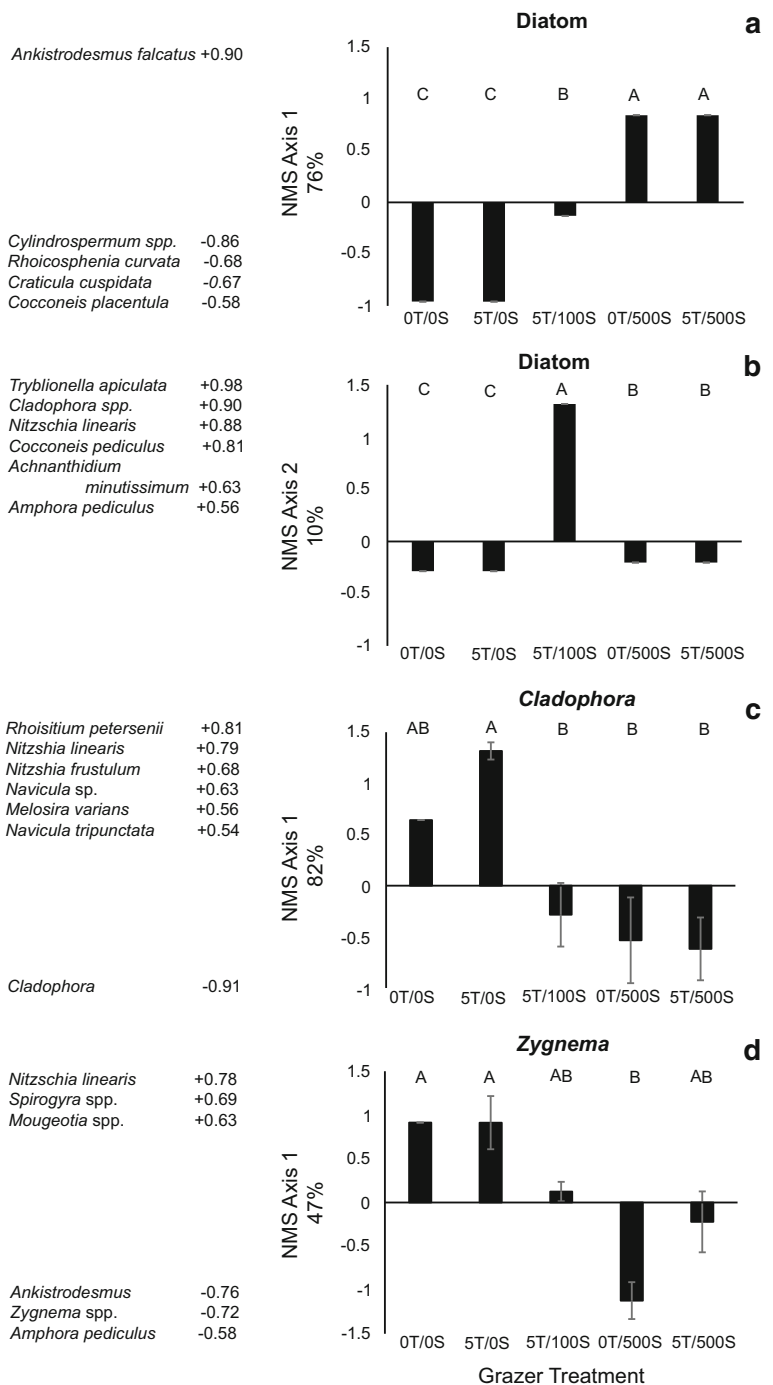 Diatom
a
Ankistrodesmus falcatus +0.90
Cylindrospermum spp. -0.86
Rhoicosphenia curvata -0.68
Craticula cuspidata -0.67
Cocconeis placentula -0.58
NMS Axis 1
76%
1.5
1
0.5
0
-0.5
-1
C C B A A
0T/0S 5T/0S 5T/100S 0T/500S 5T/500S
Diatom
b
Tryblionella apiculata +0.98
Cladophora spp. +0.90
Nitzschia linearis +0.88
Cocconeis pediculus +0.81
Achnanthidium
minutissimum +0.63
Amphora pediculus +0.56
NMS Axis 2
10%
1.5
1
0.5
0
-0.5
-1
C C A B B
0T/0S 5T/0S 5T/100S 0T/500S 5T/500S
Cladophora
c
Rhoisitium petersenii +0.81
Nitzshia linearis +0.79
Nitzshia frustulum +0.68
Navicula sp. +0.63
Melosira varians +0.56
Navicula tripunctata +0.54
Cladophora -0.91
NMS Axis 1
82%
1.5
1
0.5
0
-0.5
-1
AB A B B B
0T/0S 5T/0S 5T/100S 0T/500S 5T/500S
Zygnema
d
Nitzschia linearis +0.78
Spirogyra spp. +0.69
Mougeotia spp. +0.63
Ankistrodesmus -0.76
Zygnema spp. -0.72
Amphora pediculus -0.58
NMS Axis 1
47%
1.5
1
0.5
0
-0.5
-1
-1.5
A A AB B AB
0T/0S 5T/0S 5T/100S 0T/500S 5T/500S
Grazer Treatment